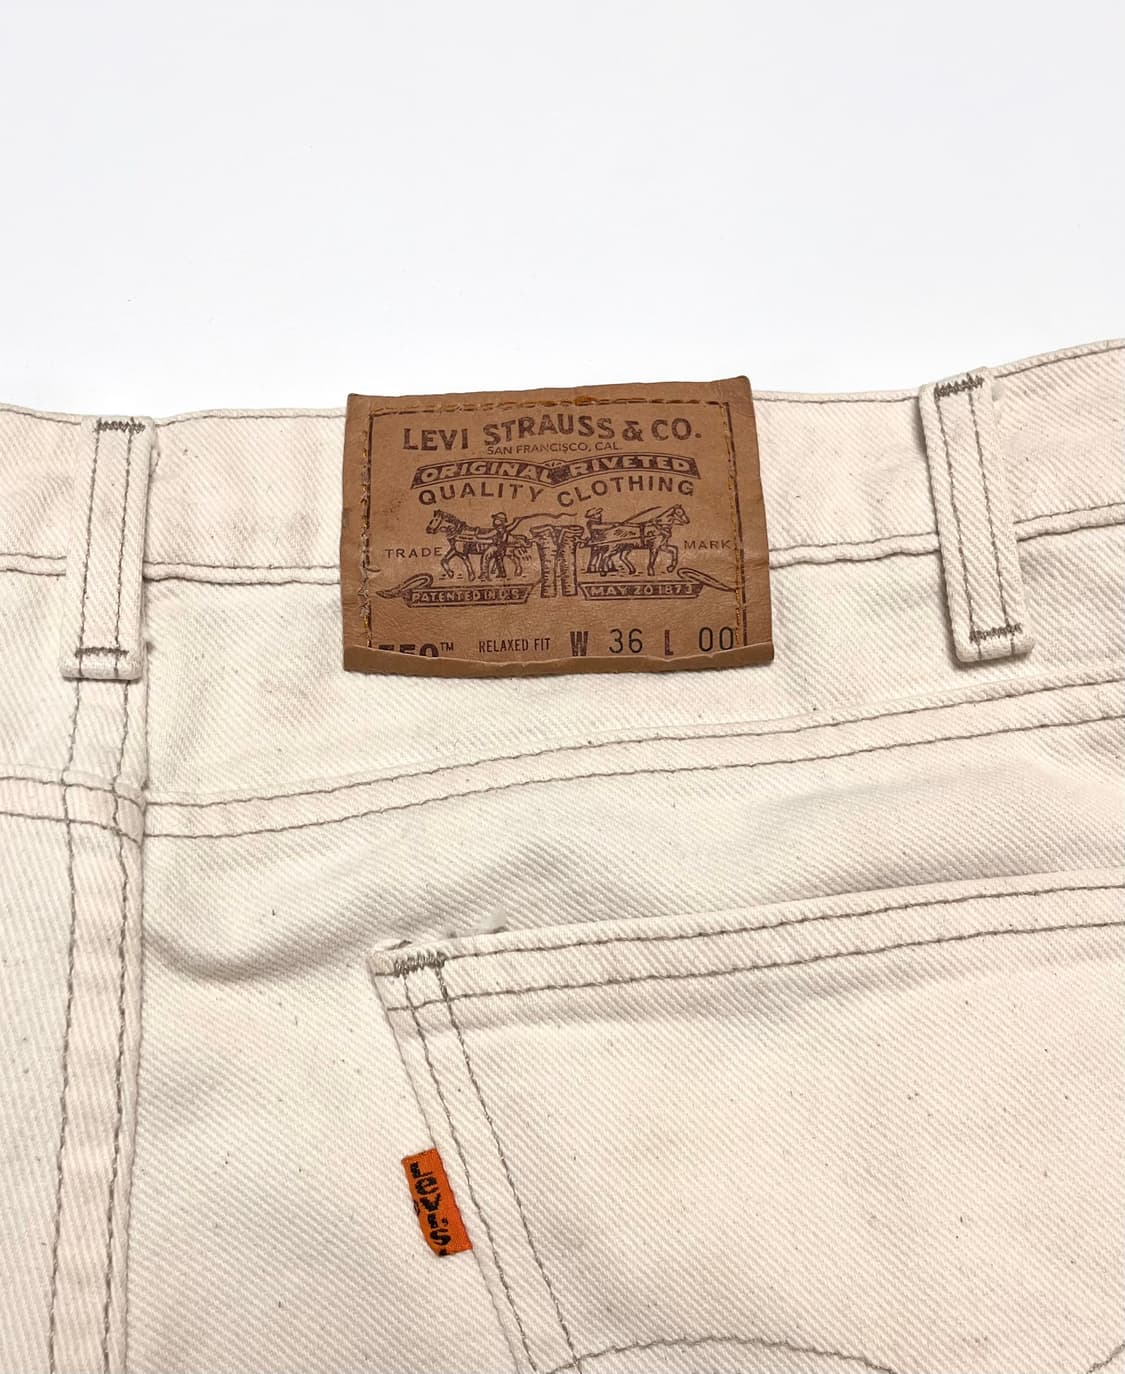 LEVI STRAUSS & CO.
SAN FRANCISCO, CAL.
ORIGINAL RIVETED
QUALITY CLOTHING
TRADE MARK
PATENTED IN U.S. MAY 20 1873
550™ RELAXED FIT W 36 L 00
LEVI'S